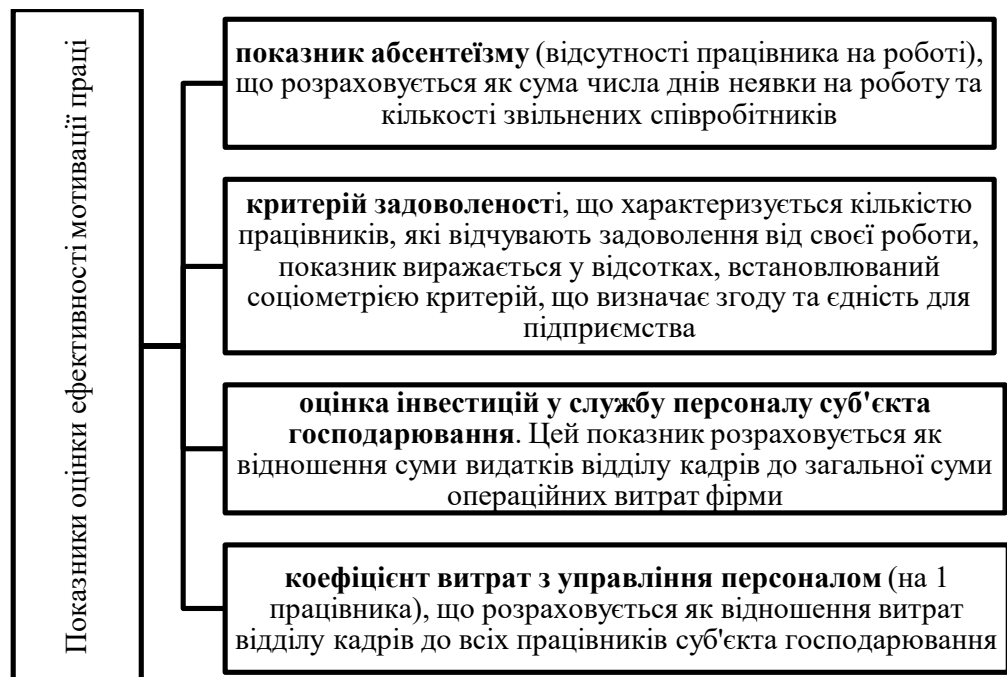 Показники оцінки ефективності мотивації праці
показник абсентеїзму (відсутності працівника на роботі),
що розраховується як сума числа днів неявки на роботу та
кількості звільнених співробітників
критерій задоволеності, що характеризується кількістю
працівників, які відчувають задоволення від своєї роботи,
показник виражається у відсотках, встановлюваний
соціометрією критерій, що визначає згоду та єдність для
підприємства
оцінка інвестицій у службу персоналу суб'єкта
господарювання. Цей показник розраховується як
відношення суми видатків відділу кадрів до загальної суми
операційних витрат фірми
коефіцієнт витрат з управління персоналом (на 1
працівника), що розраховується як відношення витрат
відділу кадрів до всіх працівників суб'єкта господарювання